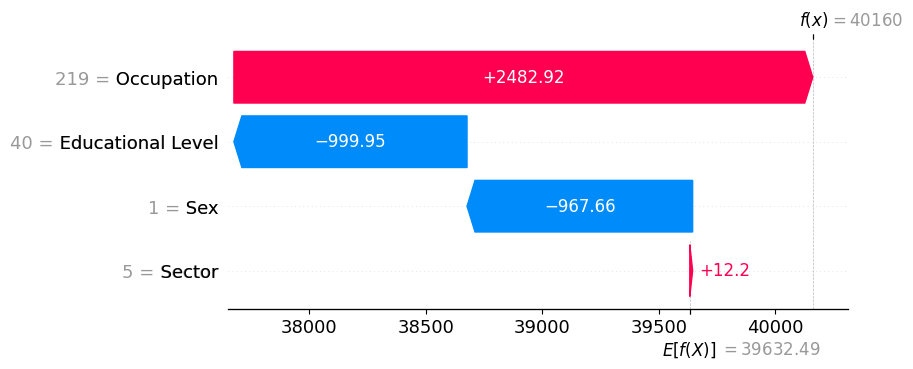 f(x) = 40160
219 = Occupation
+2482.92
40 = Educational Level
−999.95
1 = Sex
−967.66
5 = Sector
+12.2
38000 38500 39000 39500 40000
E[f(X)] = 39632.49